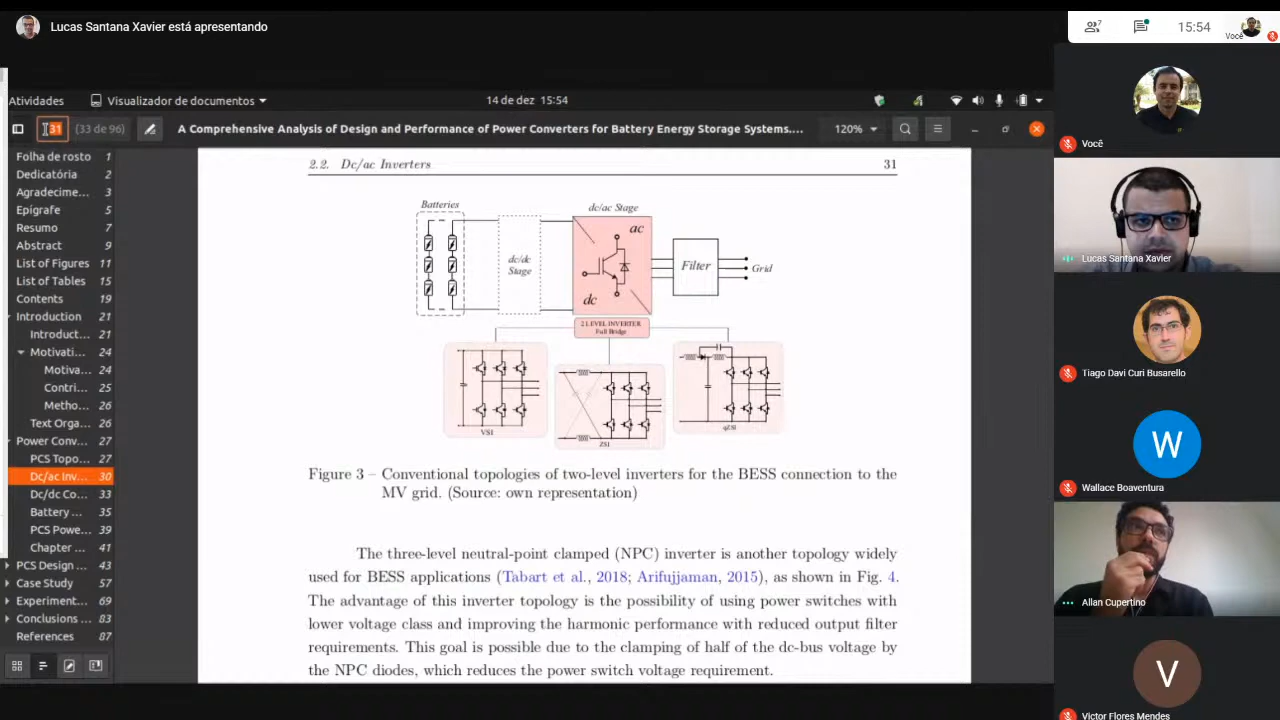 Lucas Santana Xavier está apresentando
7
15:54
Você
Atividades
Visualizador de documentos
14 de dez 15:54
31
(33 de 96)
A Comprehensive Analysis of Design and Performance of Power Converters for Battery Energy Storage Systems....
120%
Folha de rosto 1
Dedicatória 2
Agradecime... 3
Epígrafe 5
Resumo 7
Abstract 9
List of Figures 11
List of Tables 15
Contents 19
Introduction 21
Introduct... 21
Motivati... 24
Motiva... 24
Contri... 25
Metho... 26
Text Orga... 26
Power Conv... 27
PCS Topo... 27
Dc/ac Inv... 30
Dc/dc Co... 33
Battery ... 35
PCS Powe... 39
Chapter ... 41
PCS Design ... 43
Case Study 57
Experiment... 69
Conclusions ... 83
References 87
2.2. Dc/ac Inverters 31
Batteries
dc/dc
Stage
dc/ac Stage
ac
dc
Filter
Grid
2 LEVEL INVERTER
Full Bridge
VSI
ZSI
qZSI
Figure 3 – Conventional topologies of two-level inverters for the BESS connection to the
MV grid. (Source: own representation)
The three-level neutral-point clamped (NPC) inverter is another topology widely
used for BESS applications (Tabart et al., 2018; Arifujjaman, 2015), as shown in Fig. 4.
The advantage of this inverter topology is the possibility of using power switches with
lower voltage class and improving the harmonic performance with reduced output filter
requirements. This goal is possible due to the clamping of half of the dc-bus voltage by
the NPC diodes, which reduces the power switch voltage requirement.
Você
Lucas Santana Xavier
Tiago Davi Curi Busarello
W
Wallace Boaventura
Allan Cupertino
V
Victor Flores Mendes